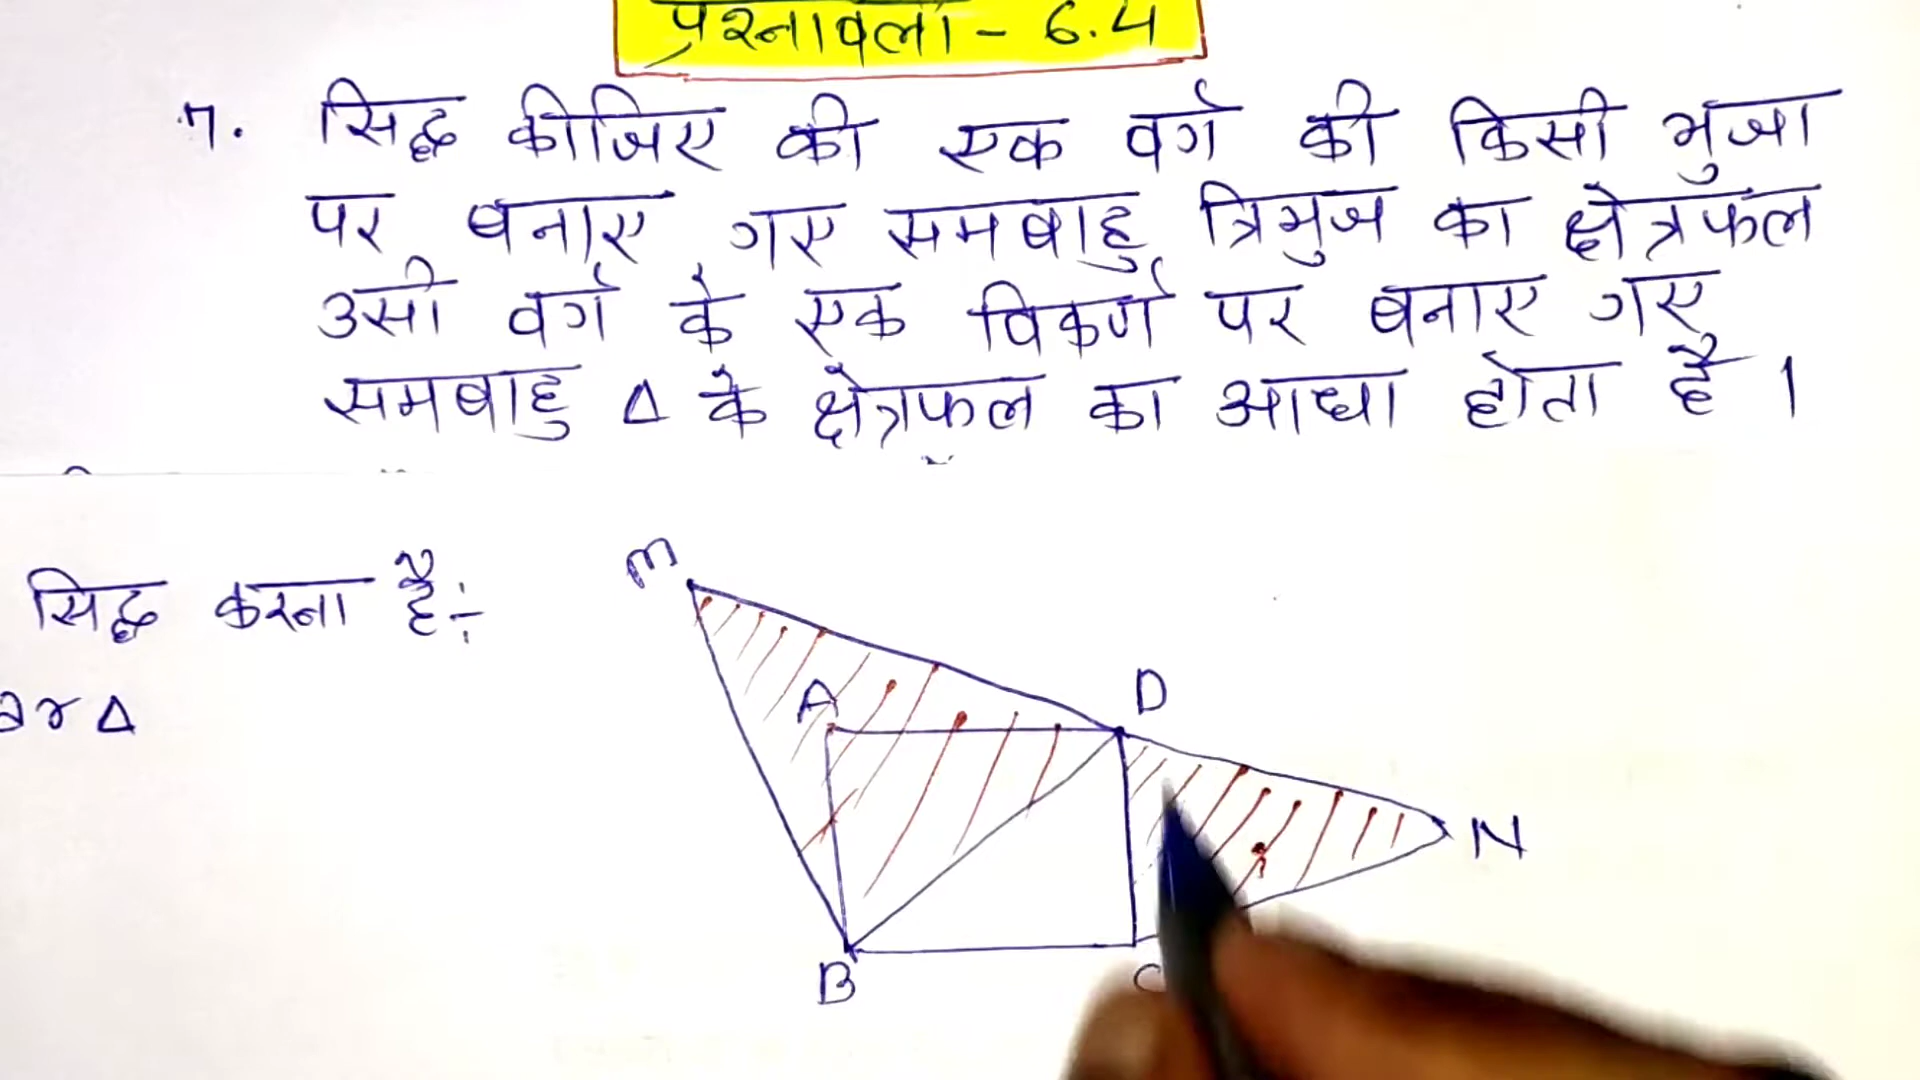 प्रश्नावली - 6.4
7. सिद्ध कीजिए की एक वर्ग की किसी भुजा
पर बनाए गए समबाहु त्रिभुज का क्षेत्रफल
उसी वर्ग के एक विकर्ण पर बनाए गए
समबाहु Δ के क्षेत्रफल का आधा होता है ।
सिद्ध करना है÷
ar Δ
M
A D
N
B C